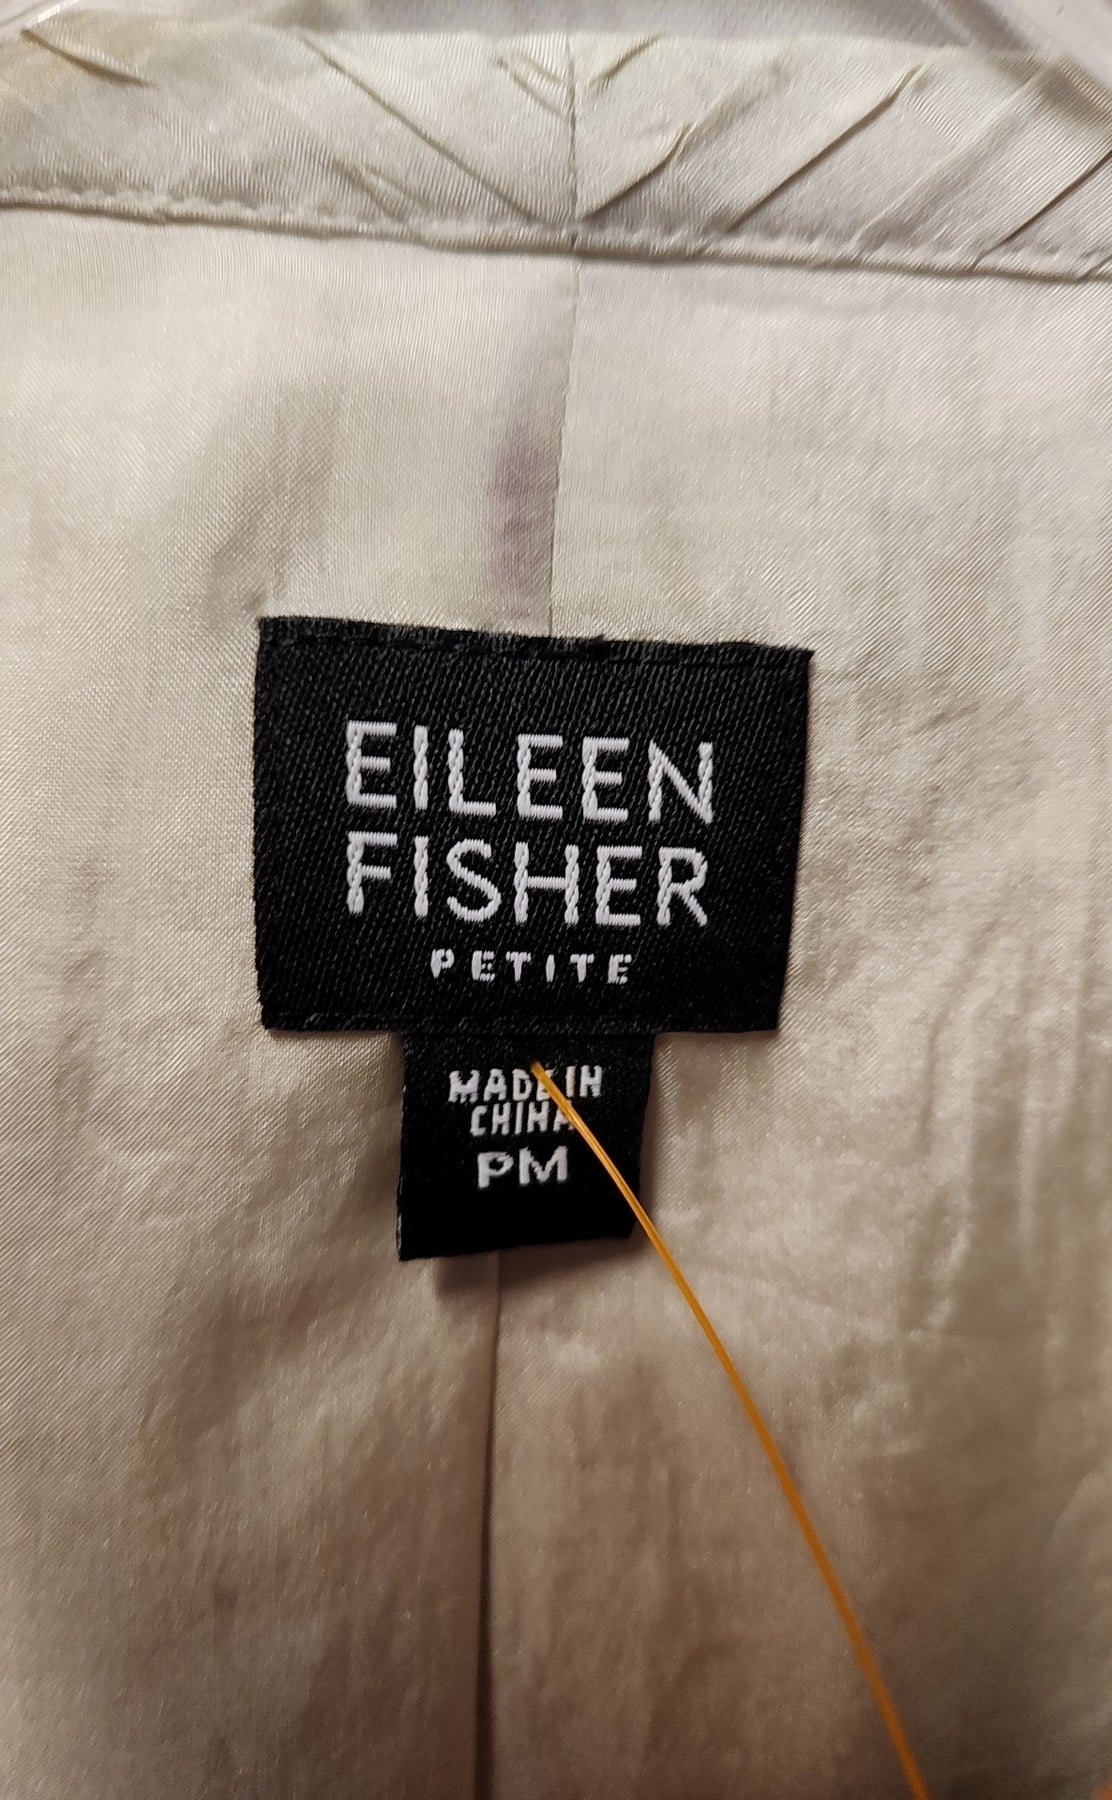 EILEEN
FISHER
PETITE
MADE IN
CHINA
PM